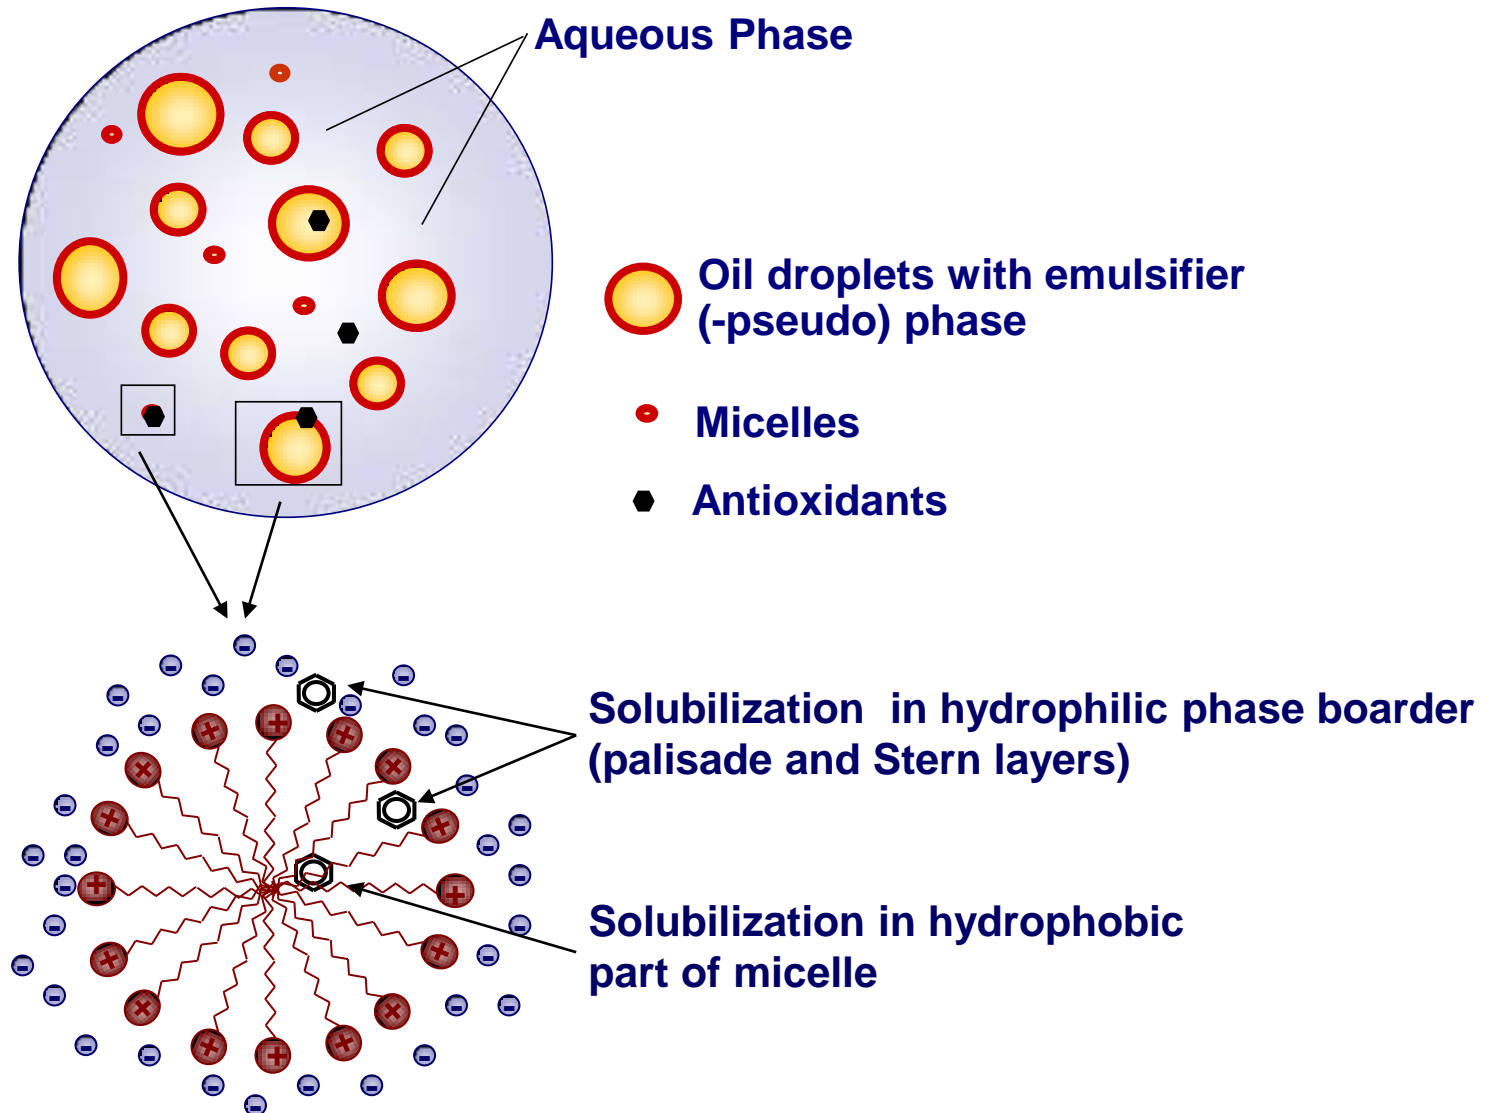 Aqueous Phase
Oil droplets with emulsifier
(-pseudo) phase
Micelles
Antioxidants
Solubilization in hydrophilic phase boarder
(palisade and Stern layers)
Solubilization in hydrophobic
part of micelle